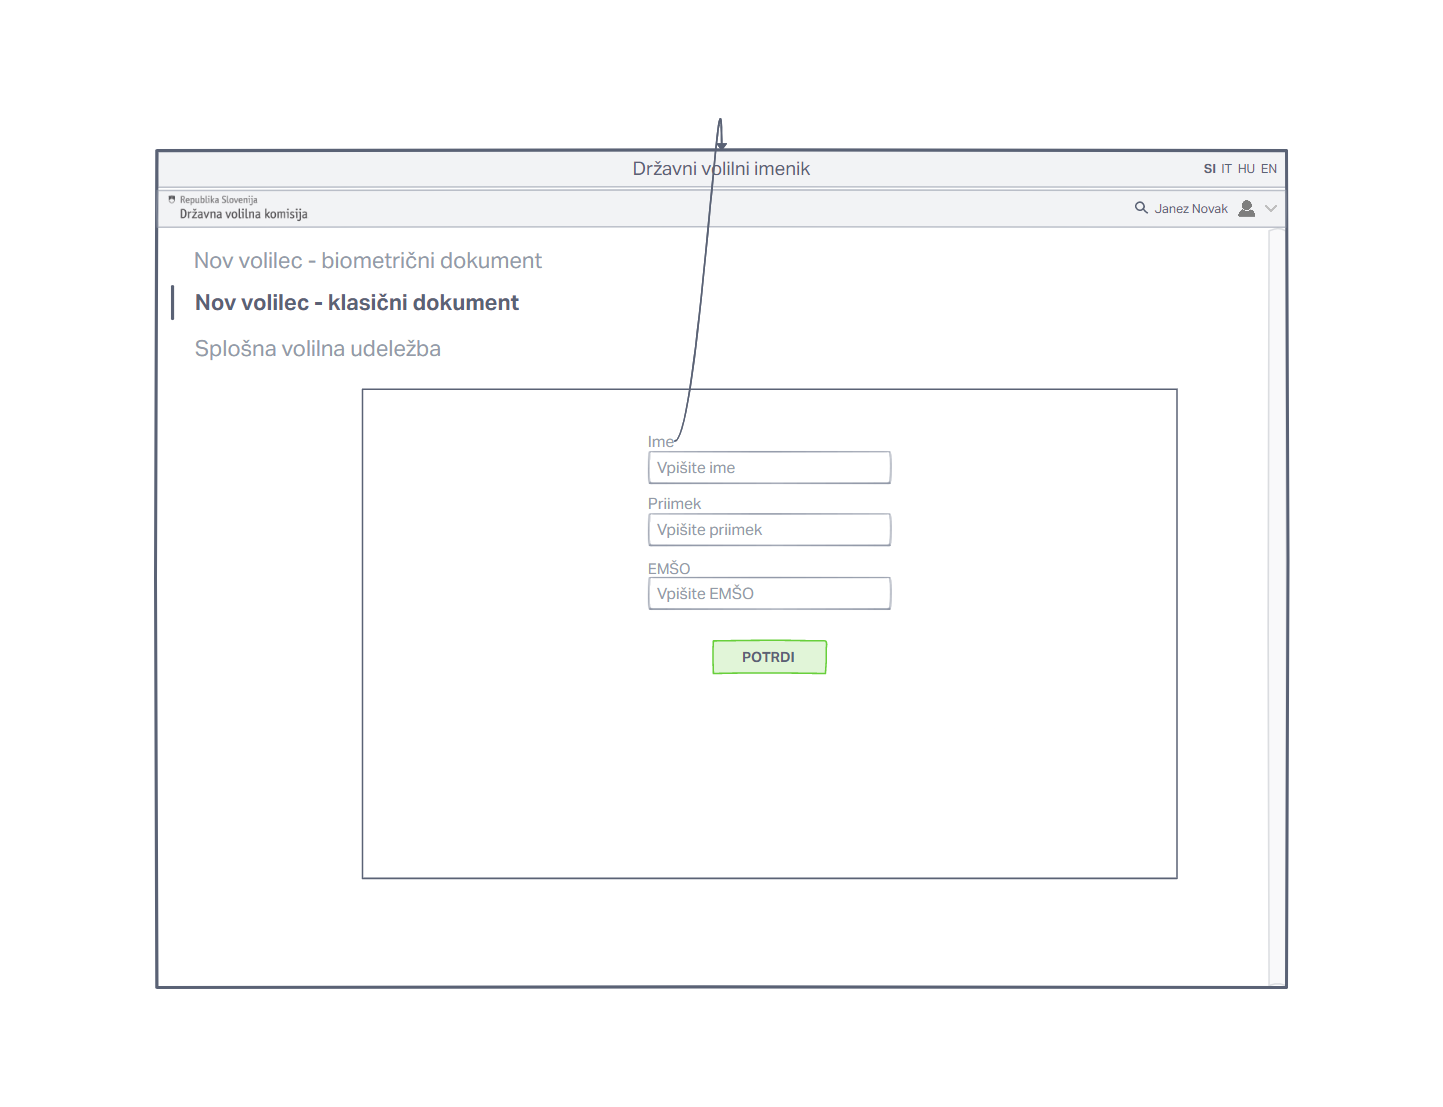 Državni volilni imenik
SI IT HU EN
Republika Slovenija
Državna volilna komisija
Janez Novak
Nov volilec - biometrični dokument
Nov volilec - klasični dokument
Splošna volilna udeležba
Ime
Vpišite ime
Priimek
Vpišite priimek
EMŠO
Vpišite EMŠO
POTRDI